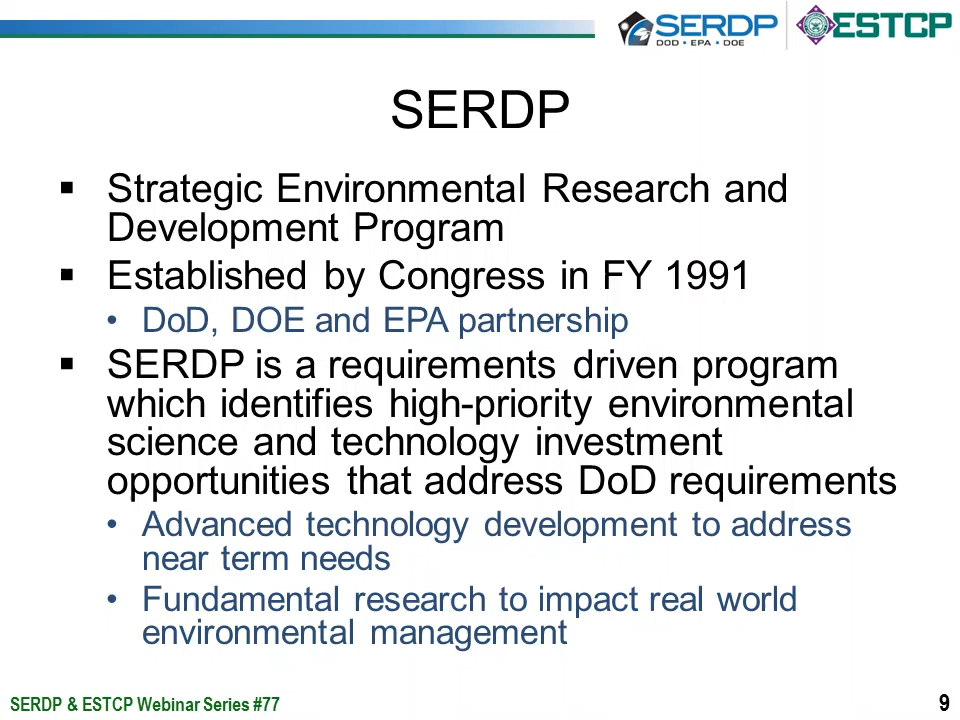 SERDP
DOD • EPA • DOE
ESTCP
SERDP
▪ Strategic Environmental Research and
Development Program
▪ Established by Congress in FY 1991
• DoD, DOE and EPA partnership
▪ SERDP is a requirements driven program
which identifies high-priority environmental
science and technology investment
opportunities that address DoD requirements
• Advanced technology development to address
near term needs
• Fundamental research to impact real world
environmental management
SERDP & ESTCP Webinar Series #77
9